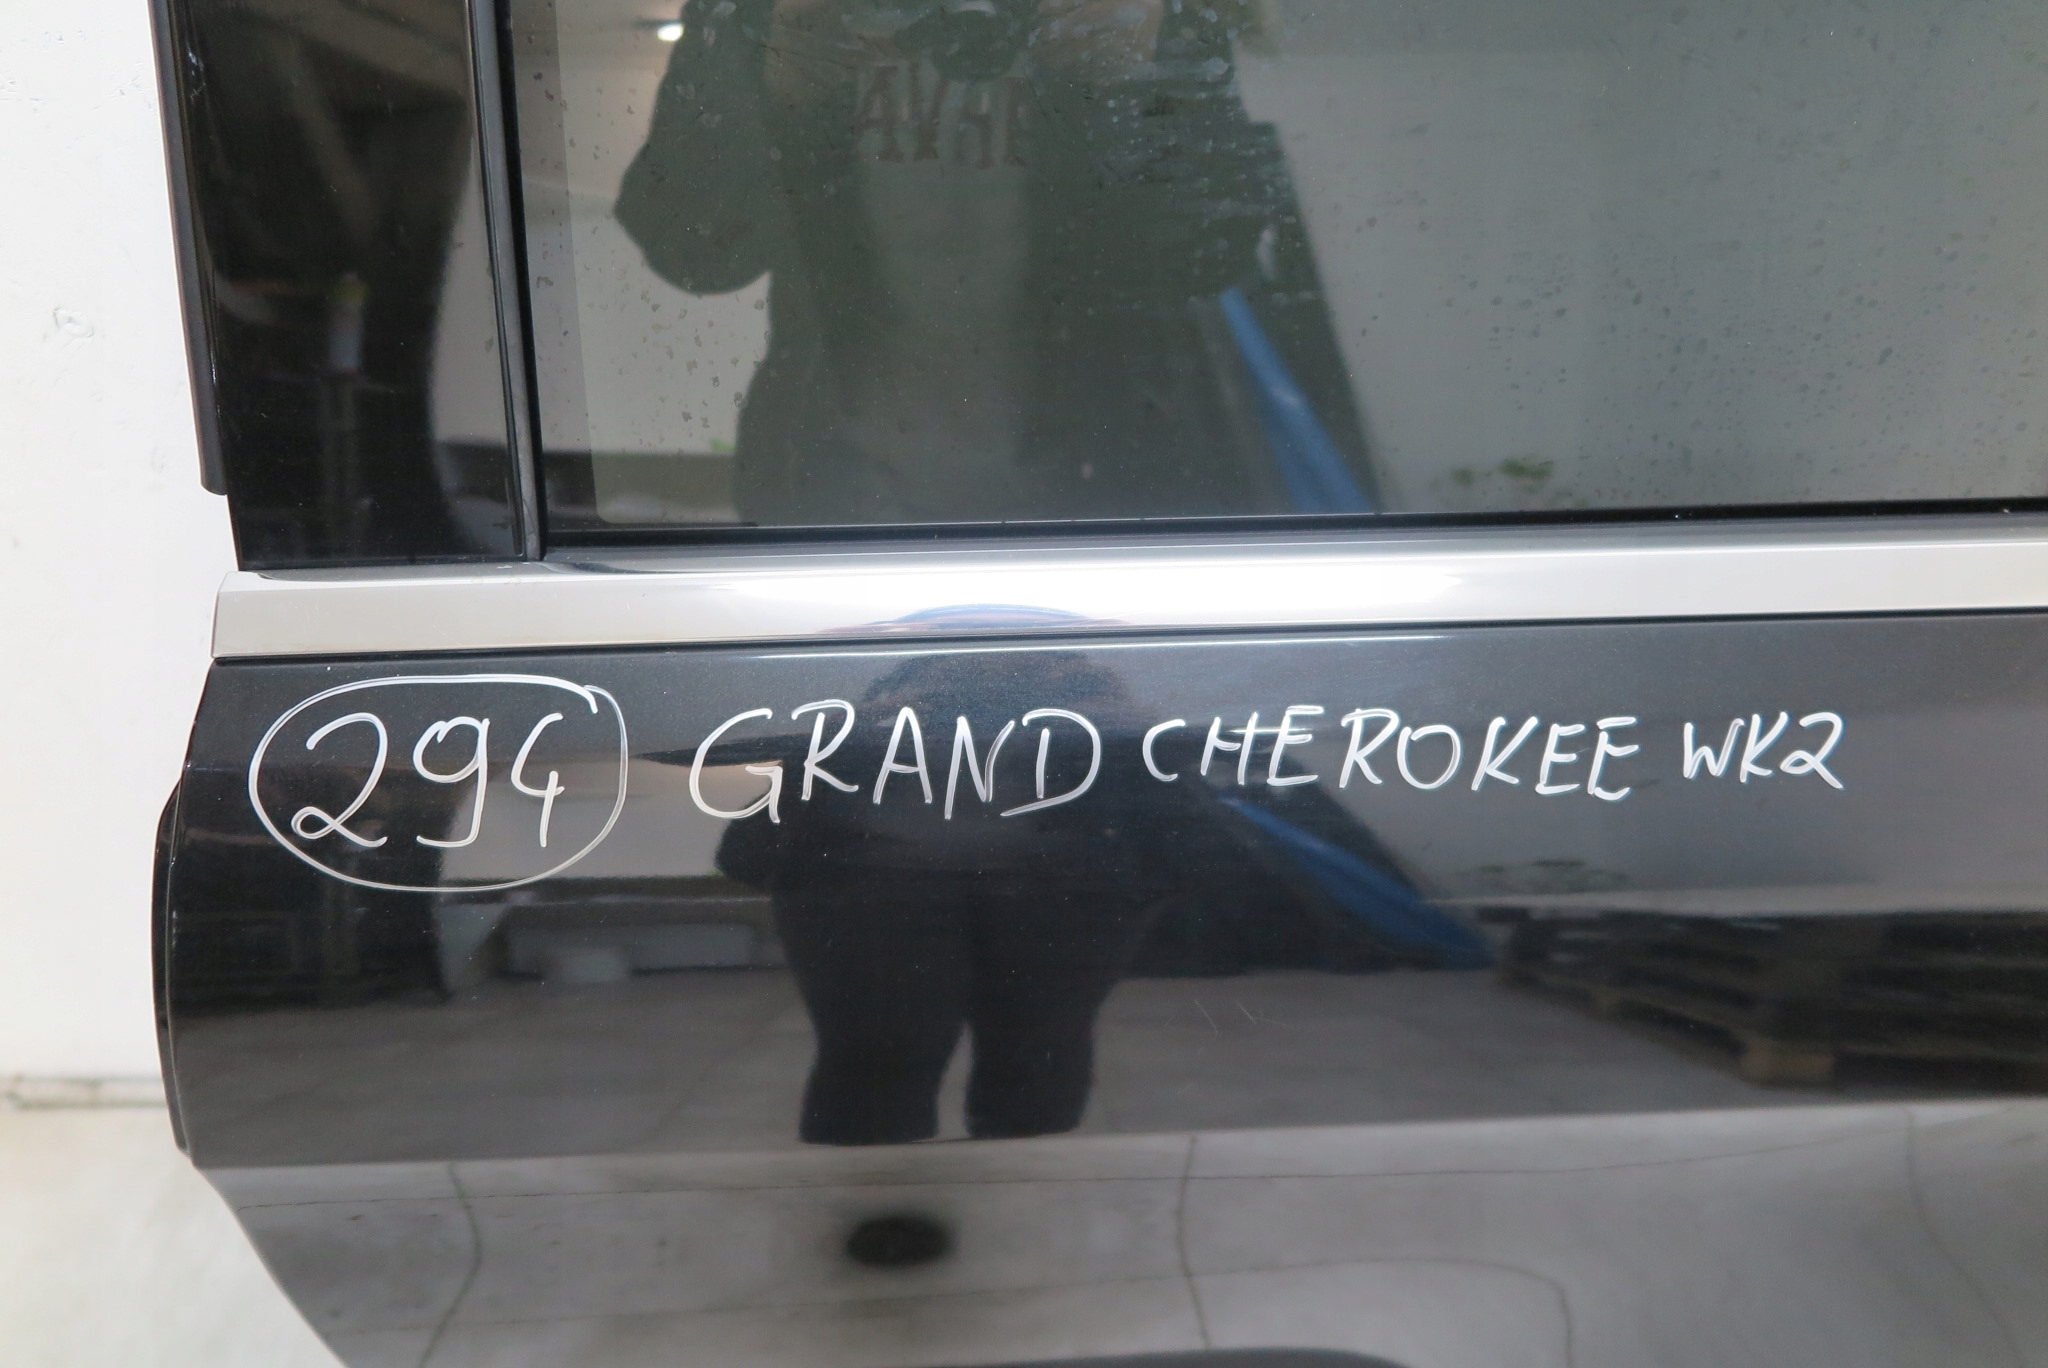 294 GRAND CHEROKEE WK2